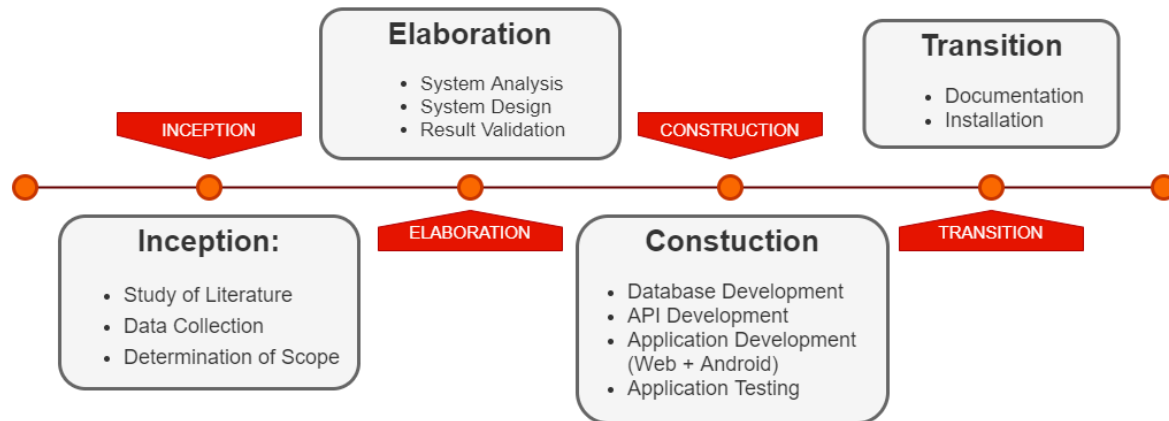 Elaboration
• System Analysis
• System Design
• Result Validation
Transition
• Documentation
• Installation
INCEPTION
CONSTRUCTION
ELABORATION
TRANSITION
Inception:
• Study of Literature
• Data Collection
• Determination of Scope
Constuction
• Database Development
• API Development
• Application Development
(Web + Android)
• Application Testing